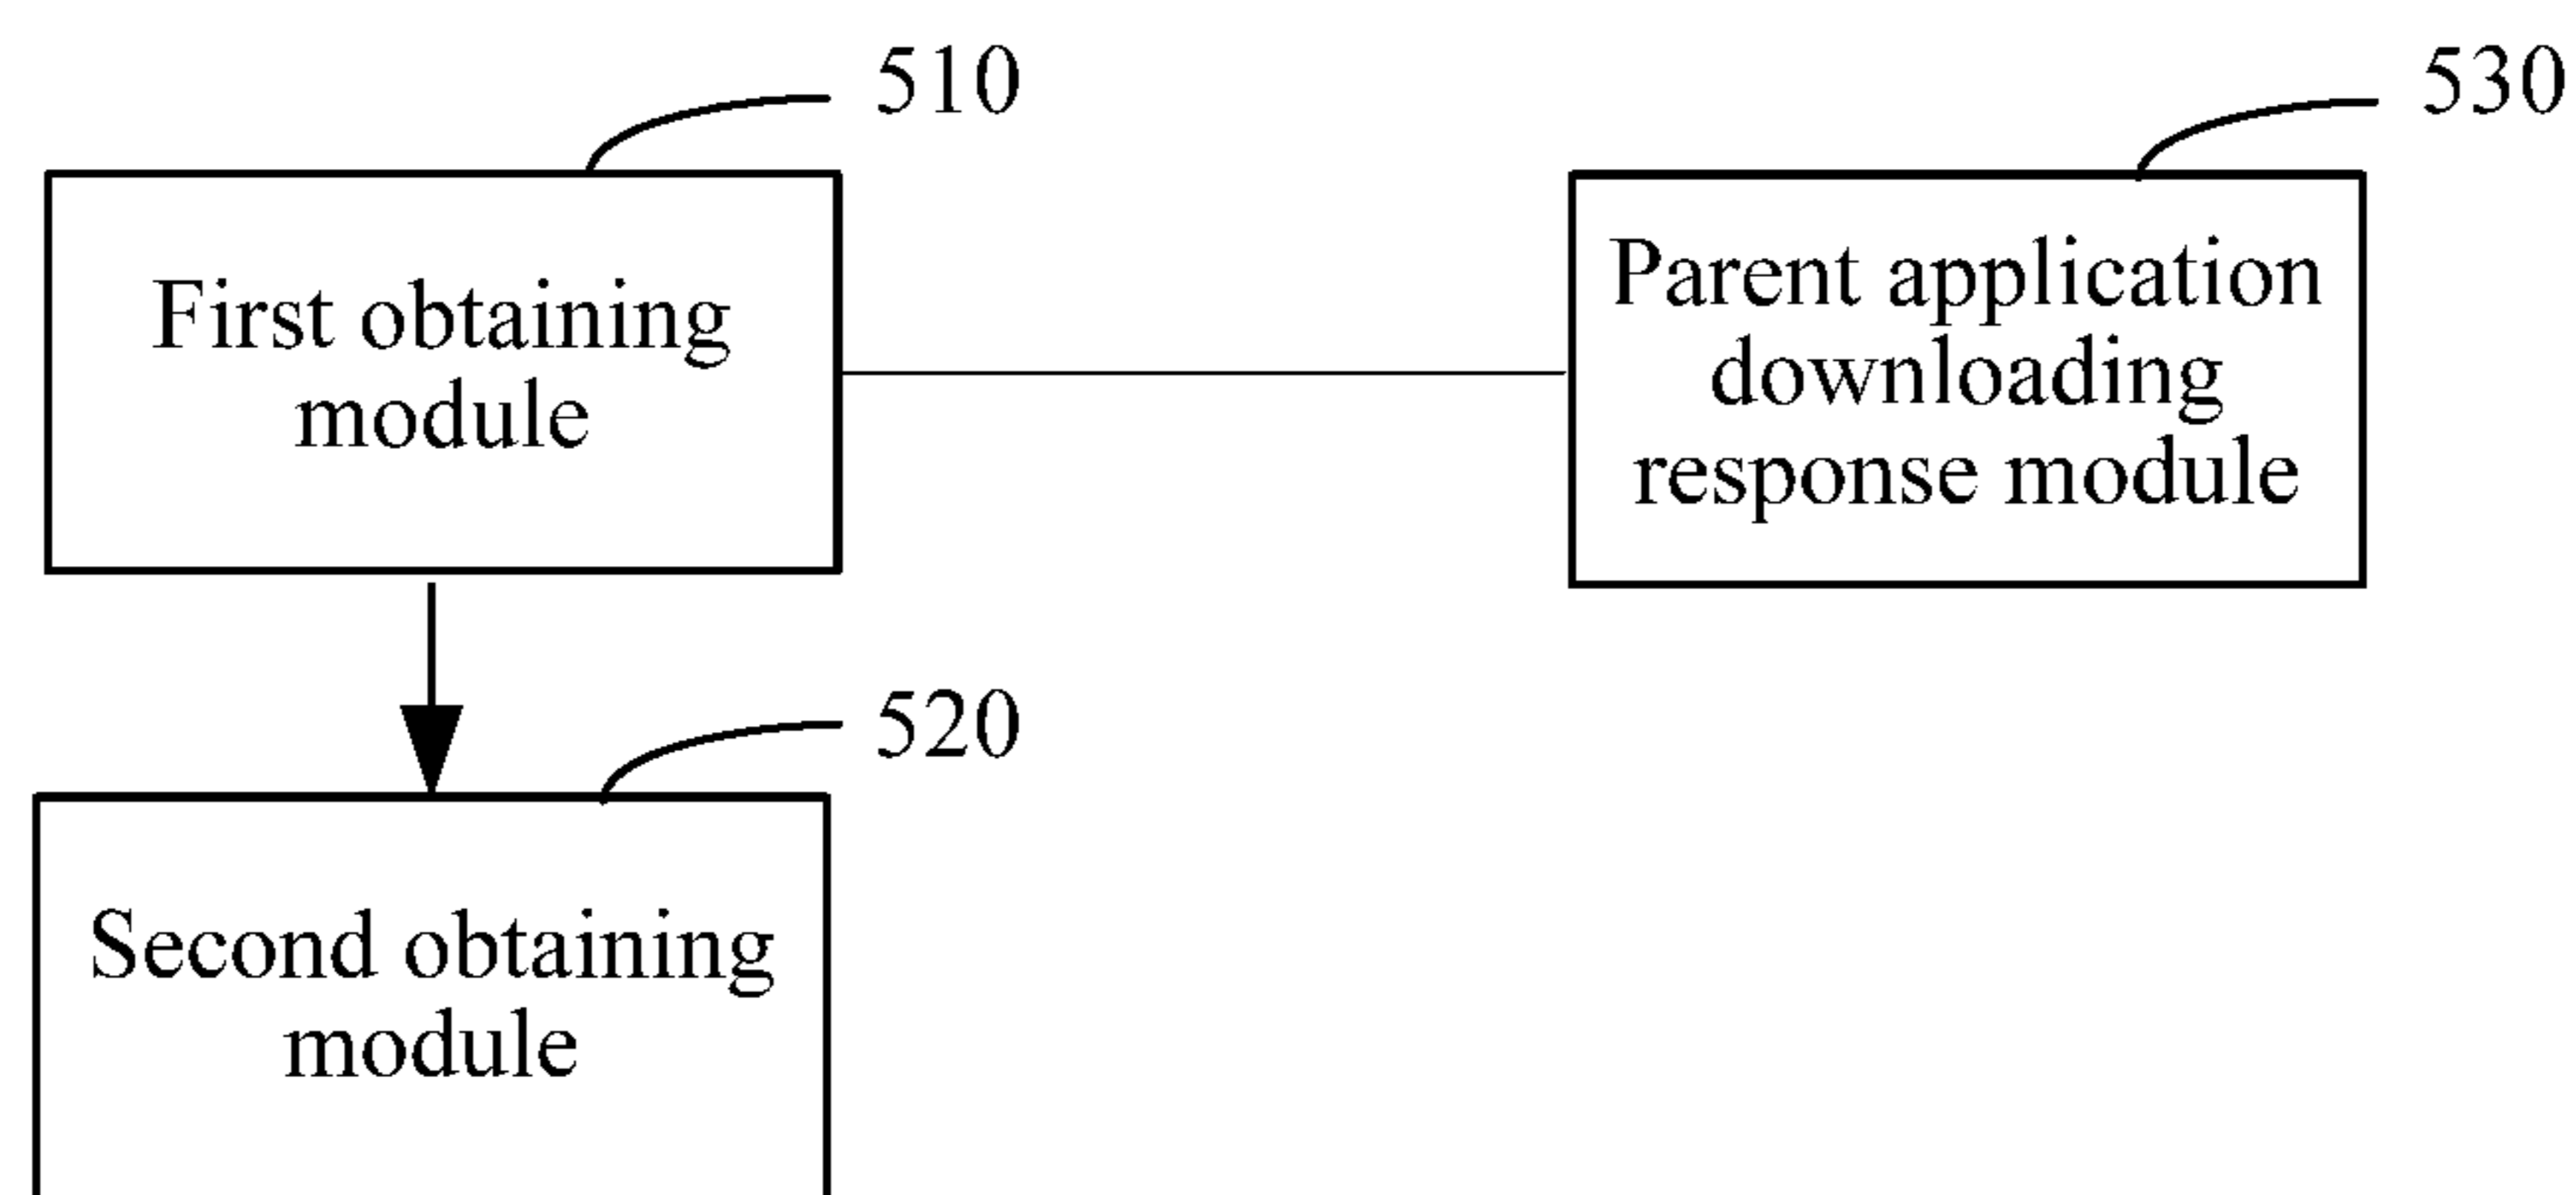 510
First obtaining
module
530
Parent application
downloading
response module
520
Second obtaining
module